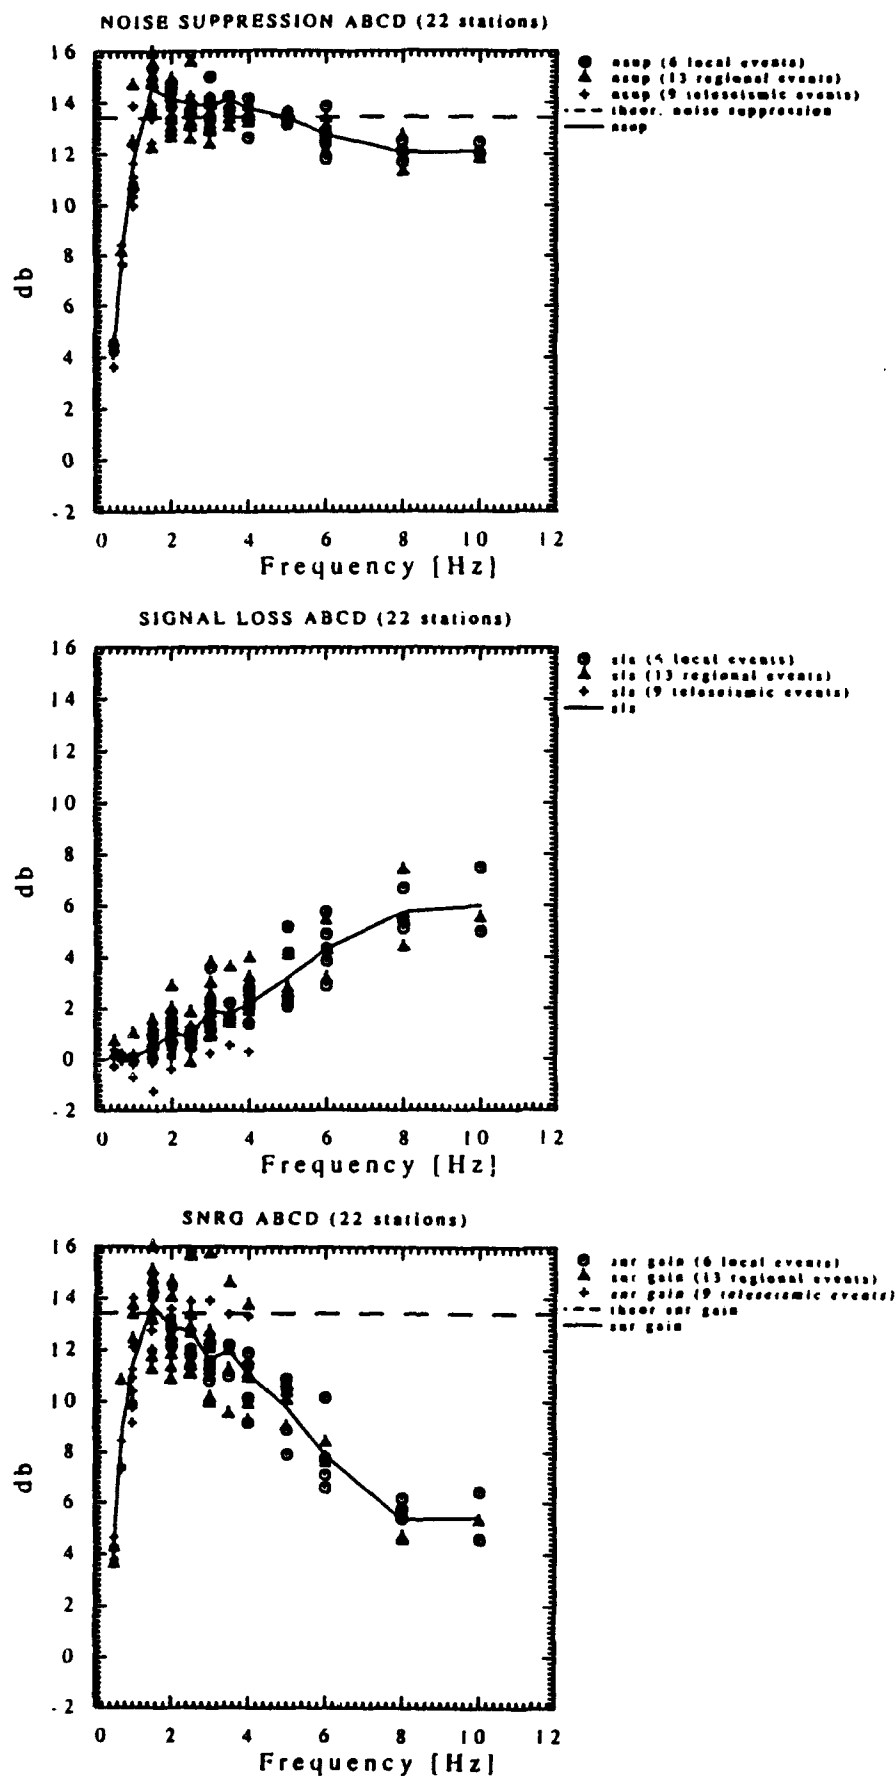 NOISE SUPPRESSION ABCD (22 stations)
nsup (6 local events)
nsup (13 regional events)
nsup (9 teleseismic events)
theor. noise suppression
nsup
16
14
12
10
8
6
4
2
0
-2
db
0 2 4 6 8 10 12
Frequency [Hz]
SIGNAL LOSS ABCD (22 stations)
sls (5 local events)
sls (13 regional events)
sls (9 teleseismic events)
sls
16
14
12
10
8
6
4
2
0
-2
db
0 2 4 6 8 10 12
Frequency [Hz]
SNRG ABCD (22 stations)
snr gain (6 local events)
snr gain (13 regional events)
snr gain (9 teleseismic events)
theor snr gain
snr gain
16
14
12
10
8
6
4
2
0
-2
db
0 2 4 6 8 10 12
Frequency [Hz]